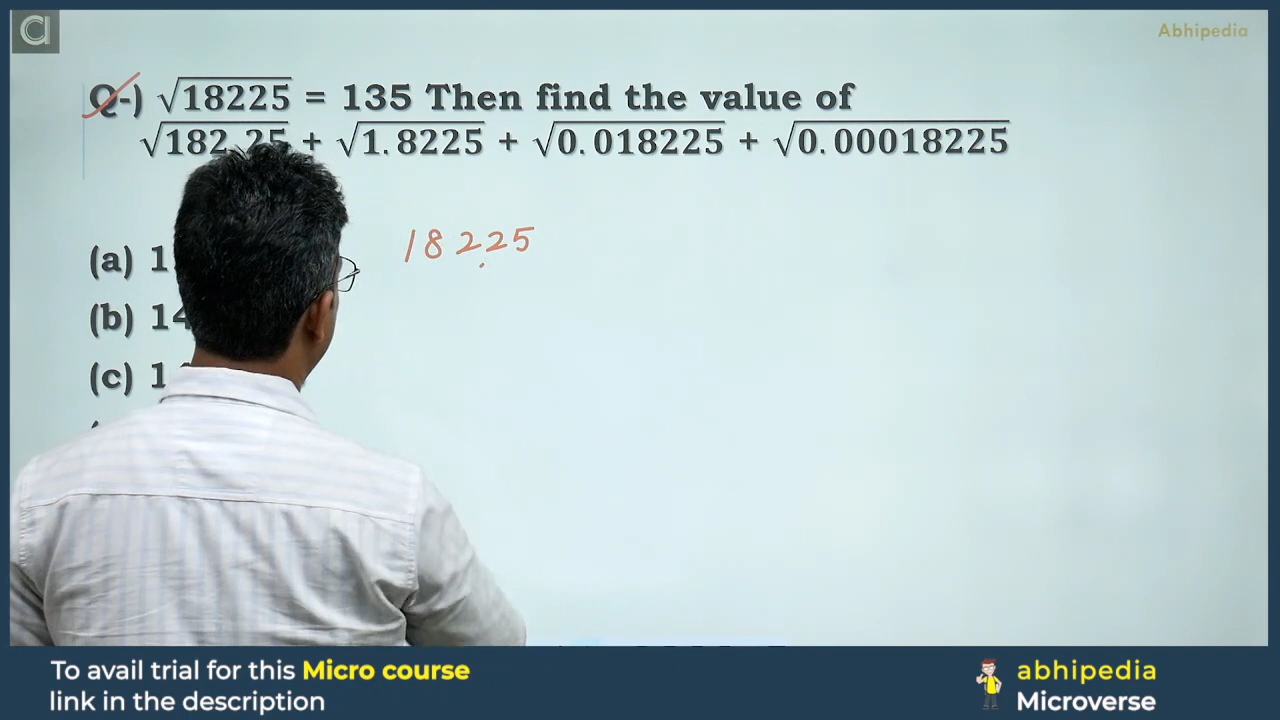 Abhipedia
Q-) √18225 = 135 Then find the value of
√182.25 + √1.8225 + √0.018225 + √0.00018225
18225
(a) 1
(b) 14
(c) 1
To avail trial for this Micro course
link in the description
abhipedia
Microverse